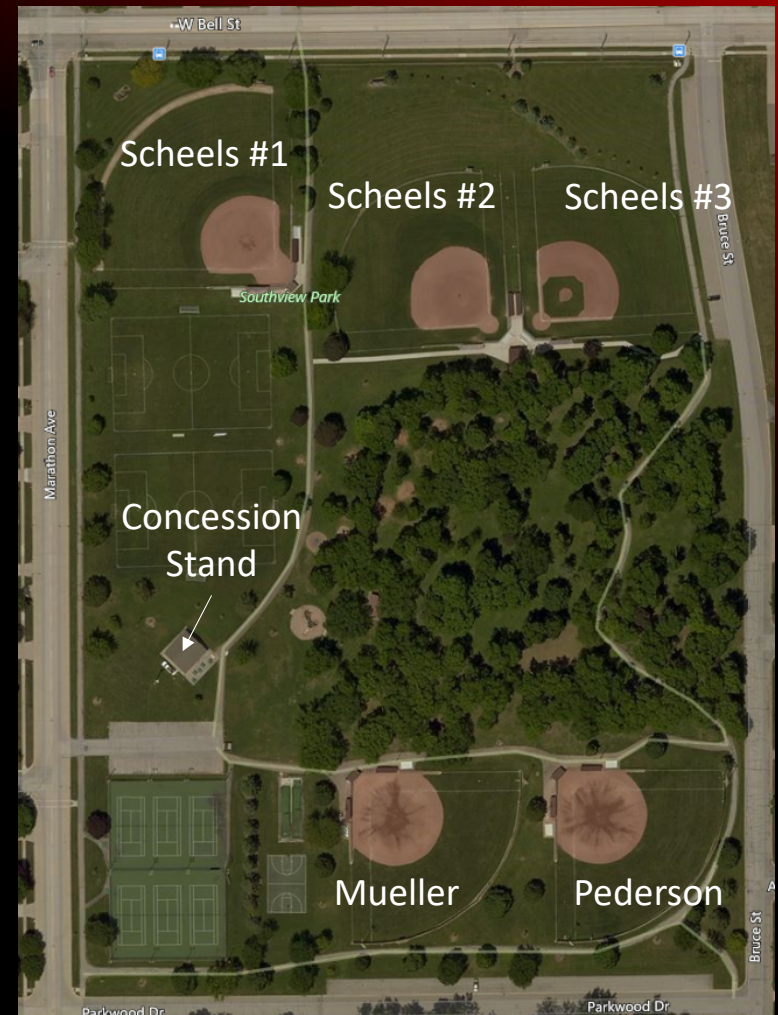 W Bell St
Scheels #1
Scheels #2
Scheels #3
Bruce St
Southview Park
Marathon Ave
Concession
Stand
Mueller
Pederson
Bruce St
Parkwood Dr
Parkwood Dr